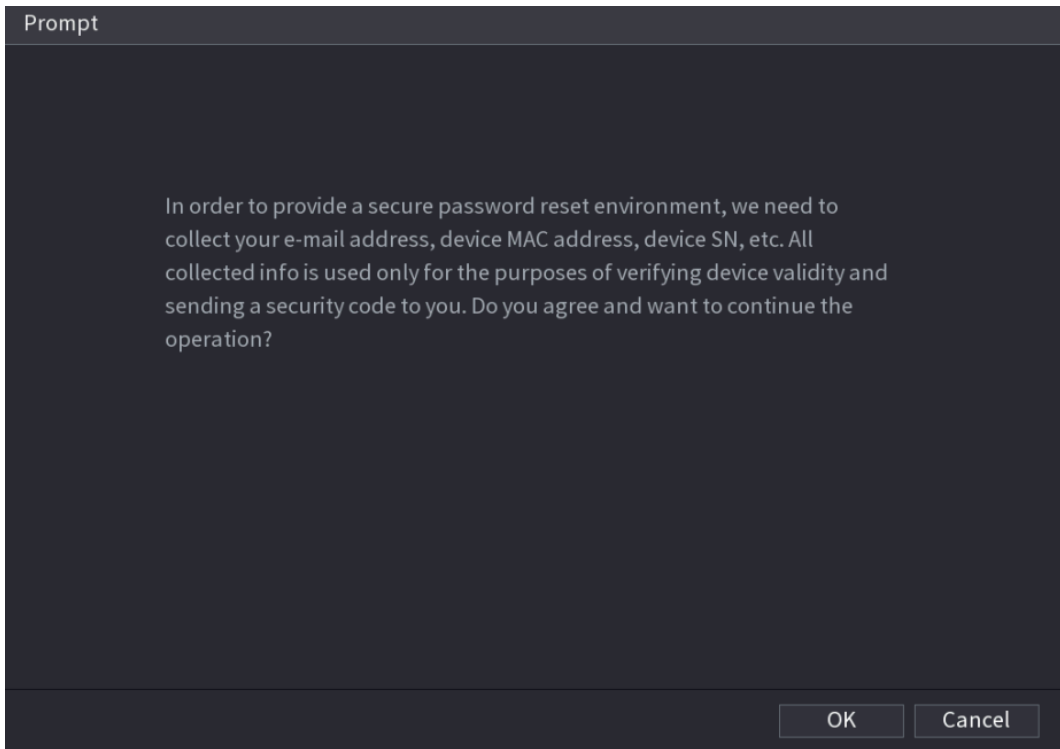 Prompt
In order to provide a secure password reset environment, we need to
collect your e-mail address, device MAC address, device SN, etc. All
collected info is used only for the purposes of verifying device validity and
sending a security code to you. Do you agree and want to continue the
operation?
OK Cancel